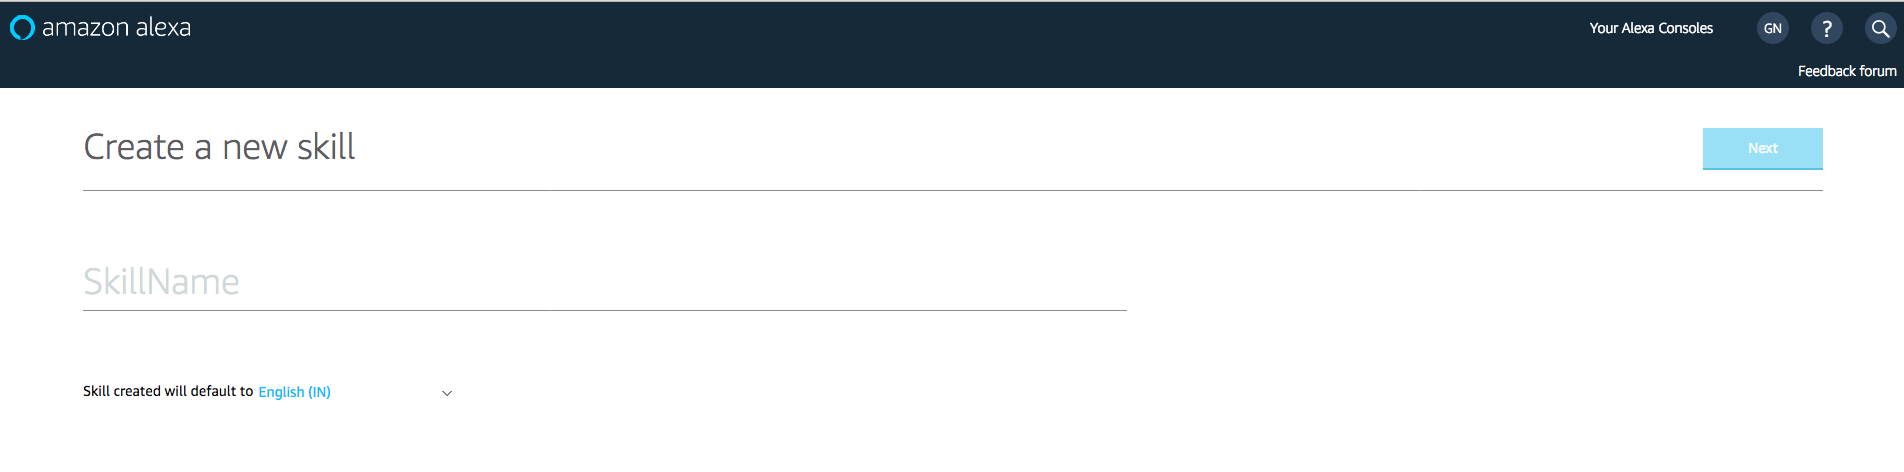 amazon alexa
Your Alexa Consoles
GN
?
Feedback forum
Create a new skill
Next
SkillName
Skill created will default to English (IN)